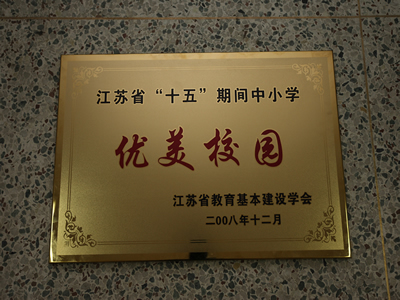 江苏省“十五”期间中小学
优美校园
江苏省教育基本建设学会
二00八年十二月